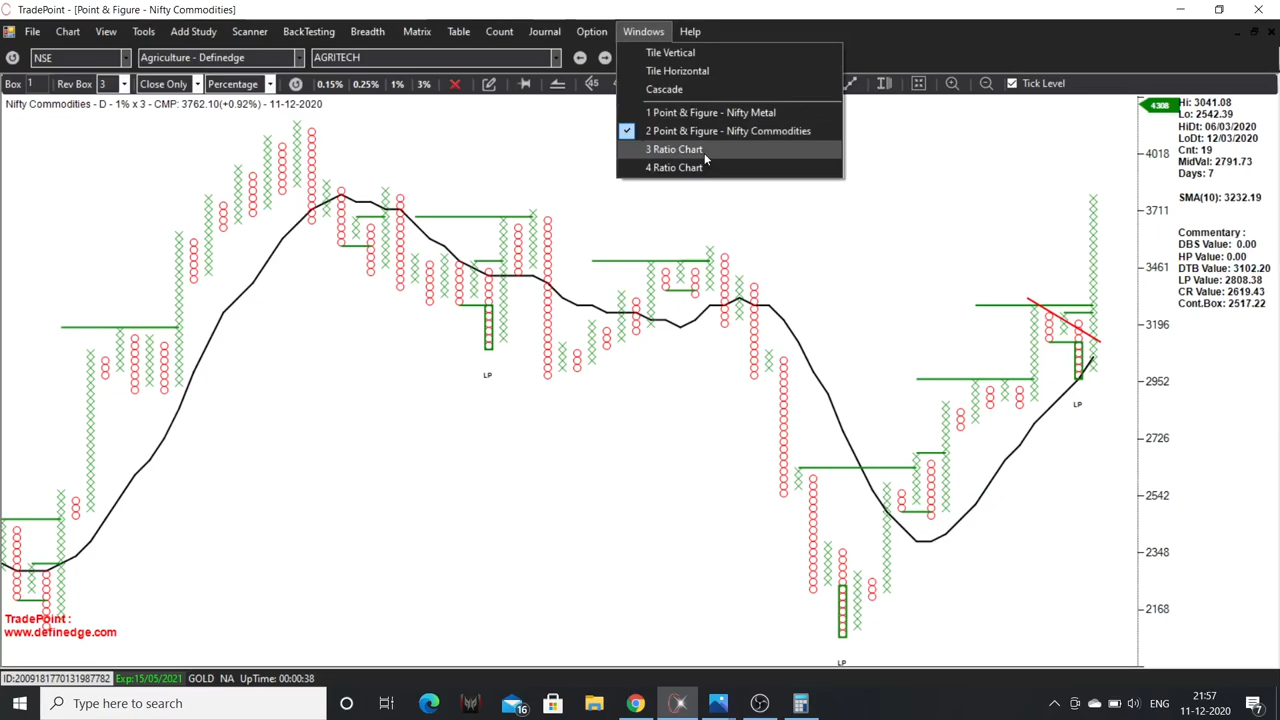 TradePoint - [Point & Figure - Nifty Commodities]
File Chart View Tools Add Study Scanner BackTesting Breadth Matrix Table Count Journal Option Windows Help
NSE Agriculture - Definedge AGRITECH
Box 1 Rev Box 3 Close Only Percentage 0.15% 0.25% 1% 3% Tick Level
Tile Vertical
Tile Horizontal
Cascade
1 Point & Figure - Nifty Metal
2 Point & Figure - Nifty Commodities
3 Ratio Chart
4 Ratio Chart
Nifty Commodities - D - 1% x 3 - CMP: 3762.10(+0.92%) - 11-12-2020
4308
4018
3711
3461
3196
2952
2726
2542
2348
2168
Hi: 3041.08
Lo: 2542.39
HiDt: 06/03/2020
LoDt: 12/03/2020
Cnt: 19
MidVal: 2791.73
Days: 7
SMA(10): 3232.19
Commentary :
DBS Value: 0.00
HP Value: 0.00
DTB Value: 3102.20
LP Value: 2808.38
CR Value: 2619.43
Cont.Box: 2517.22
LP
LP
LP
TradePoint :
www.definedge.com
ID:2009181770131987782 Exp:15/05/2021 GOLD NA UpTime: 00:00:38
Type here to search
16
ENG
21:57
11-12-2020
7